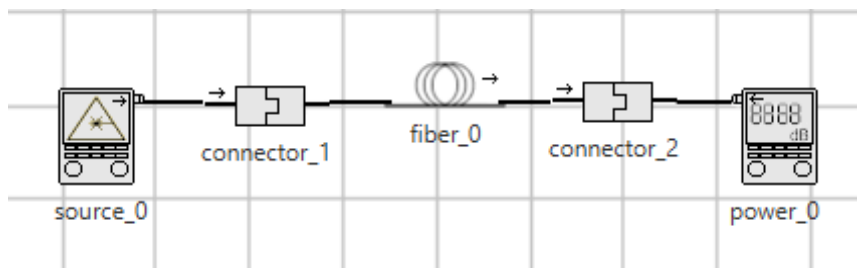 8888
dB
connector_1
fiber_0
connector_2
source_0
power_0